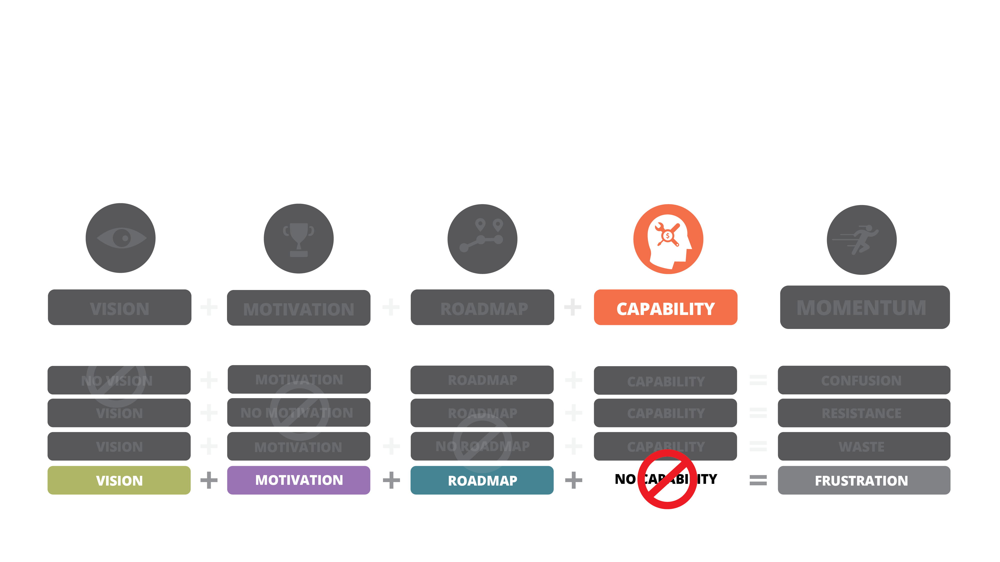 $
VISION + MOTIVATION + ROADMAP + CAPABILITY MOMENTUM
NO VISION + MOTIVATION ROADMAP + CAPABILITY = CONFUSION
VISION + NO MOTIVATION ROADMAP + CAPABILITY = RESISTANCE
VISION + MOTIVATION + NO ROADMAP + CAPABILITY = WASTE
VISION + MOTIVATION + ROADMAP + NO CAPABILITY = FRUSTRATION